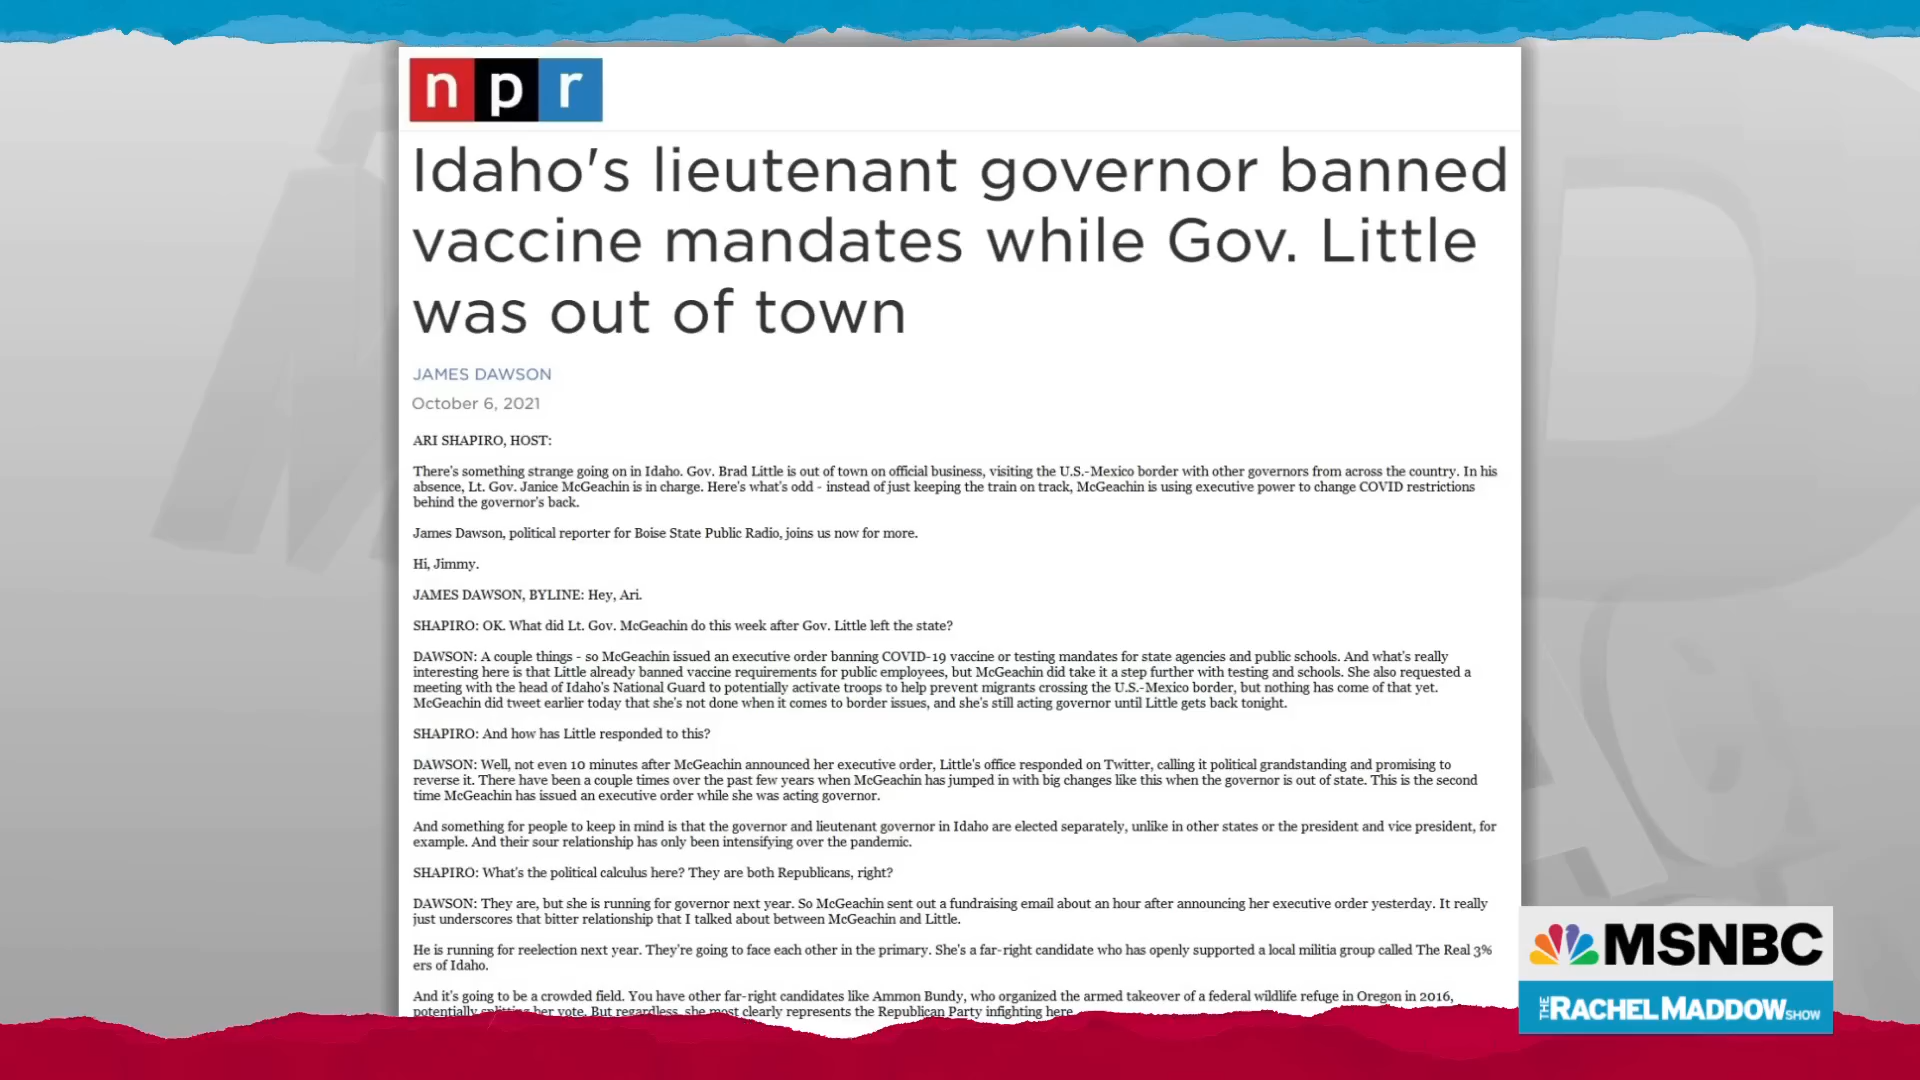 npr
Idaho's lieutenant governor banned
vaccine mandates while Gov. Little
was out of town
JAMES DAWSON
October 6, 2021
ARI SHAPIRO, HOST:
There's something strange going on in Idaho. Gov. Brad Little is out of town on official business, visiting the U.S.-Mexico border with other governors from across the country. In his
absence, Lt. Gov. Janice McGeachin is in charge. Here's what's odd - instead of just keeping the train on track, McGeachin is using executive power to change COVID restrictions
behind the governor's back.
James Dawson, political reporter for Boise State Public Radio, joins us now for more.
Hi, Jimmy.
JAMES DAWSON, BYLINE: Hey, Ari.
SHAPIRO: OK. What did Lt. Gov. McGeachin do this week after Gov. Little left the state?
DAWSON: A couple things - so McGeachin issued an executive order banning COVID-19 vaccine or testing mandates for state agencies and public schools. And what's really
interesting here is that Little already banned vaccine requirements for public employees, but McGeachin did take it a step further with testing and schools. She also requested a
meeting with the head of Idaho's National Guard to potentially activate troops to help prevent migrants crossing the U.S.-Mexico border, but nothing has come of that yet.
McGeachin did tweet earlier today that she's not done when it comes to border issues, and she's still acting governor until Little gets back tonight.
SHAPIRO: And how has Little responded to this?
DAWSON: Well, not even 10 minutes after McGeachin announced her executive order, Little's office responded on Twitter, calling it political grandstanding and promising to
reverse it. There have been a couple times over the past few years when McGeachin has jumped in with big changes like this when the governor is out of state. This is the second
time McGeachin has issued an executive order while she was acting governor.
And something for people to keep in mind is that the governor and lieutenant governor in Idaho are elected separately, unlike in other states or the president and vice president, for
example. And their sour relationship has only been intensifying over the pandemic.
SHAPIRO: What's the political calculus here? They are both Republicans, right?
DAWSON: They are, but she is running for governor next year. So McGeachin sent out a fundraising email about an hour after announcing her executive order yesterday. It really
just underscores that bitter relationship that I talked about between McGeachin and Little.
He is running for reelection next year. They're going to face each other in the primary. She's a far-right candidate who has openly supported a local militia group called The Real 3%
ers of Idaho.
And it's going to be a crowded field. You have other far-right candidates like Ammon Bundy, who organized the armed takeover of a federal wildlife refuge in Oregon in 2016,
potentially splitting her vote. But regardless, she most clearly represents the Republican Party infighting here
MSNBC
THE RACHEL MADDOW SHOW